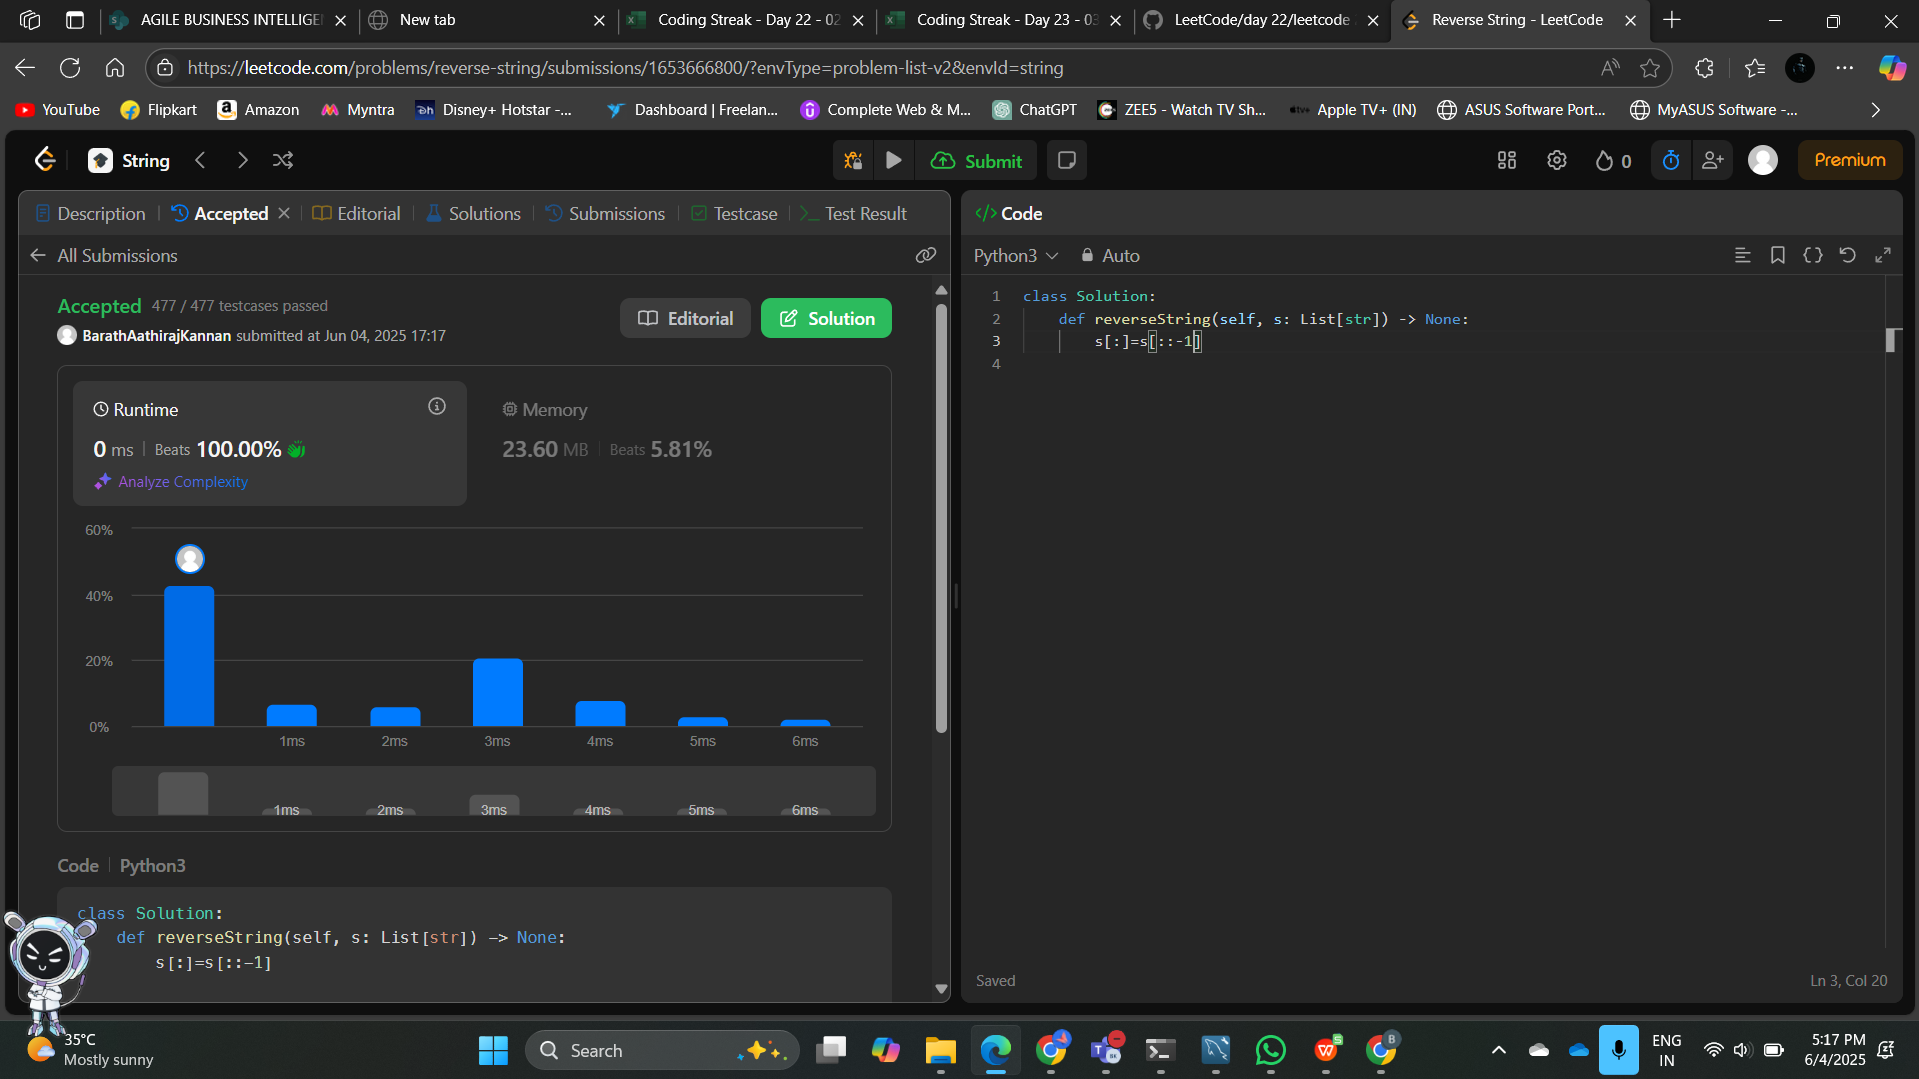 AGILE BUSINESS INTELLIGEI
New tab
Coding Streak - Day 22 - 02
Coding Streak - Day 23 - 03
LeetCode/day 22/leetcode
Reverse String - LeetCode
https://leetcode.com/problems/reverse-string/submissions/1653666800/?envType=problem-list-v2&envId=string
YouTube
Flipkart
Amazon
Myntra
Disney+ Hotstar -...
Dashboard | Freelan...
Complete Web & M...
ChatGPT
ZEE5 - Watch TV Sh...
Apple TV+ (IN)
ASUS Software Port...
MyASUS Software -...
String
Submit
0
Premium
Description
Accepted
Editorial
Solutions
Submissions
Testcase
Test Result
All Submissions
Accepted 477 / 477 testcases passed
BarathAathirajKannan submitted at Jun 04, 2025 17:17
Editorial
Solution
Runtime
0 ms | Beats 100.00%
Analyze Complexity
Memory
23.60 MB | Beats 5.81%
60%
40%
20%
0%
1ms 2ms 3ms 4ms 5ms 6ms
1ms 2ms 3ms 4ms 5ms 6ms
Code | Python3
class Solution:
def reverseString(self, s: List[str]) -> None:
s[:]=s[::-1]
</> Code
Python3
Auto
1 class Solution:
2 def reverseString(self, s: List[str]) -> None:
3 s[:]=s[::-1]
4
Saved
Ln 3, Col 20
35°C
Mostly sunny
Search
ENG
IN
5:17 PM
6/4/2025